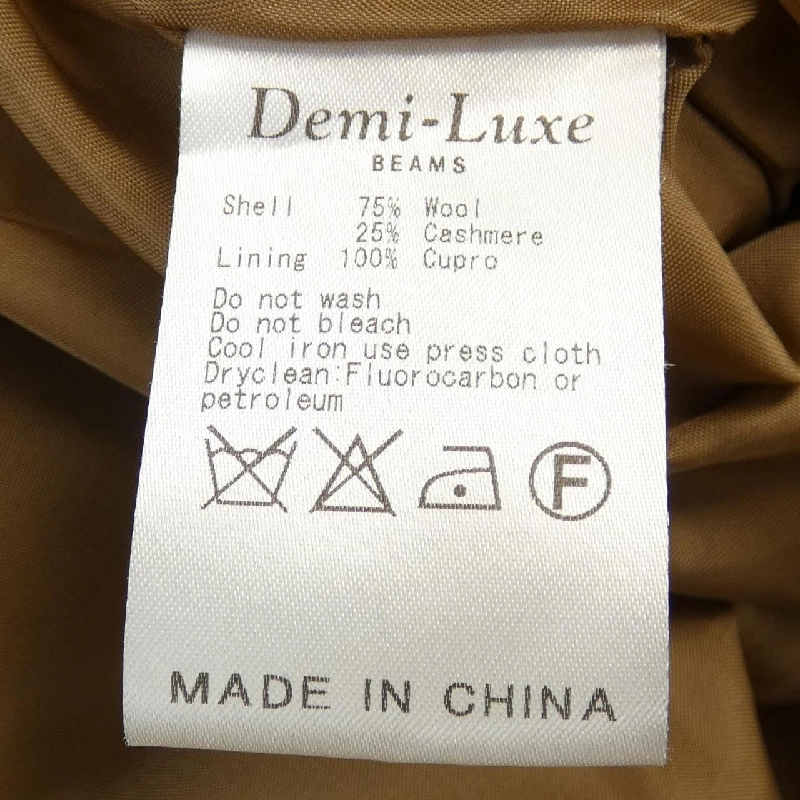 Demi-Luxe
BEAMS
Shell 75% Wool
25% Cashmere
Lining 100% Cupro
Do not wash
Do not bleach
Cool iron use press cloth
Dryclean:Fluorocarbon or
petroleum
F
MADE IN CHINA